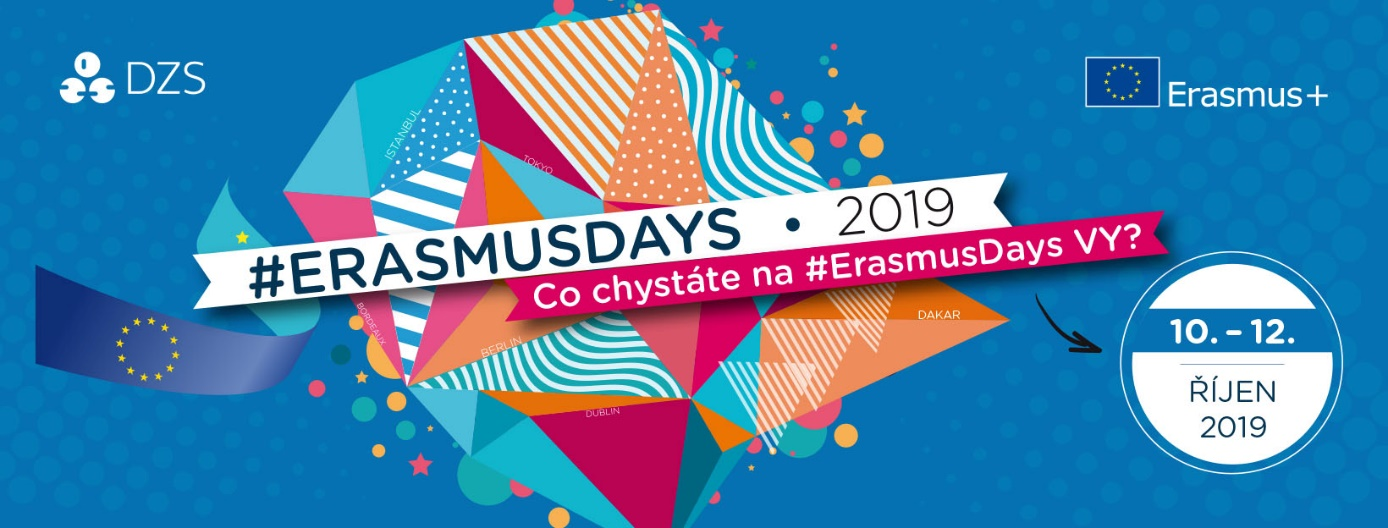 DZS
Erasmus+
ISTANBUL
TOKYO
#ERASMUSDAYS • 2019
Co chystáte na #ErasmusDays VY?
BORDEAUX
DAKAR
BERLIN
DUBLIN
10. – 12.
ŘÍJEN
2019